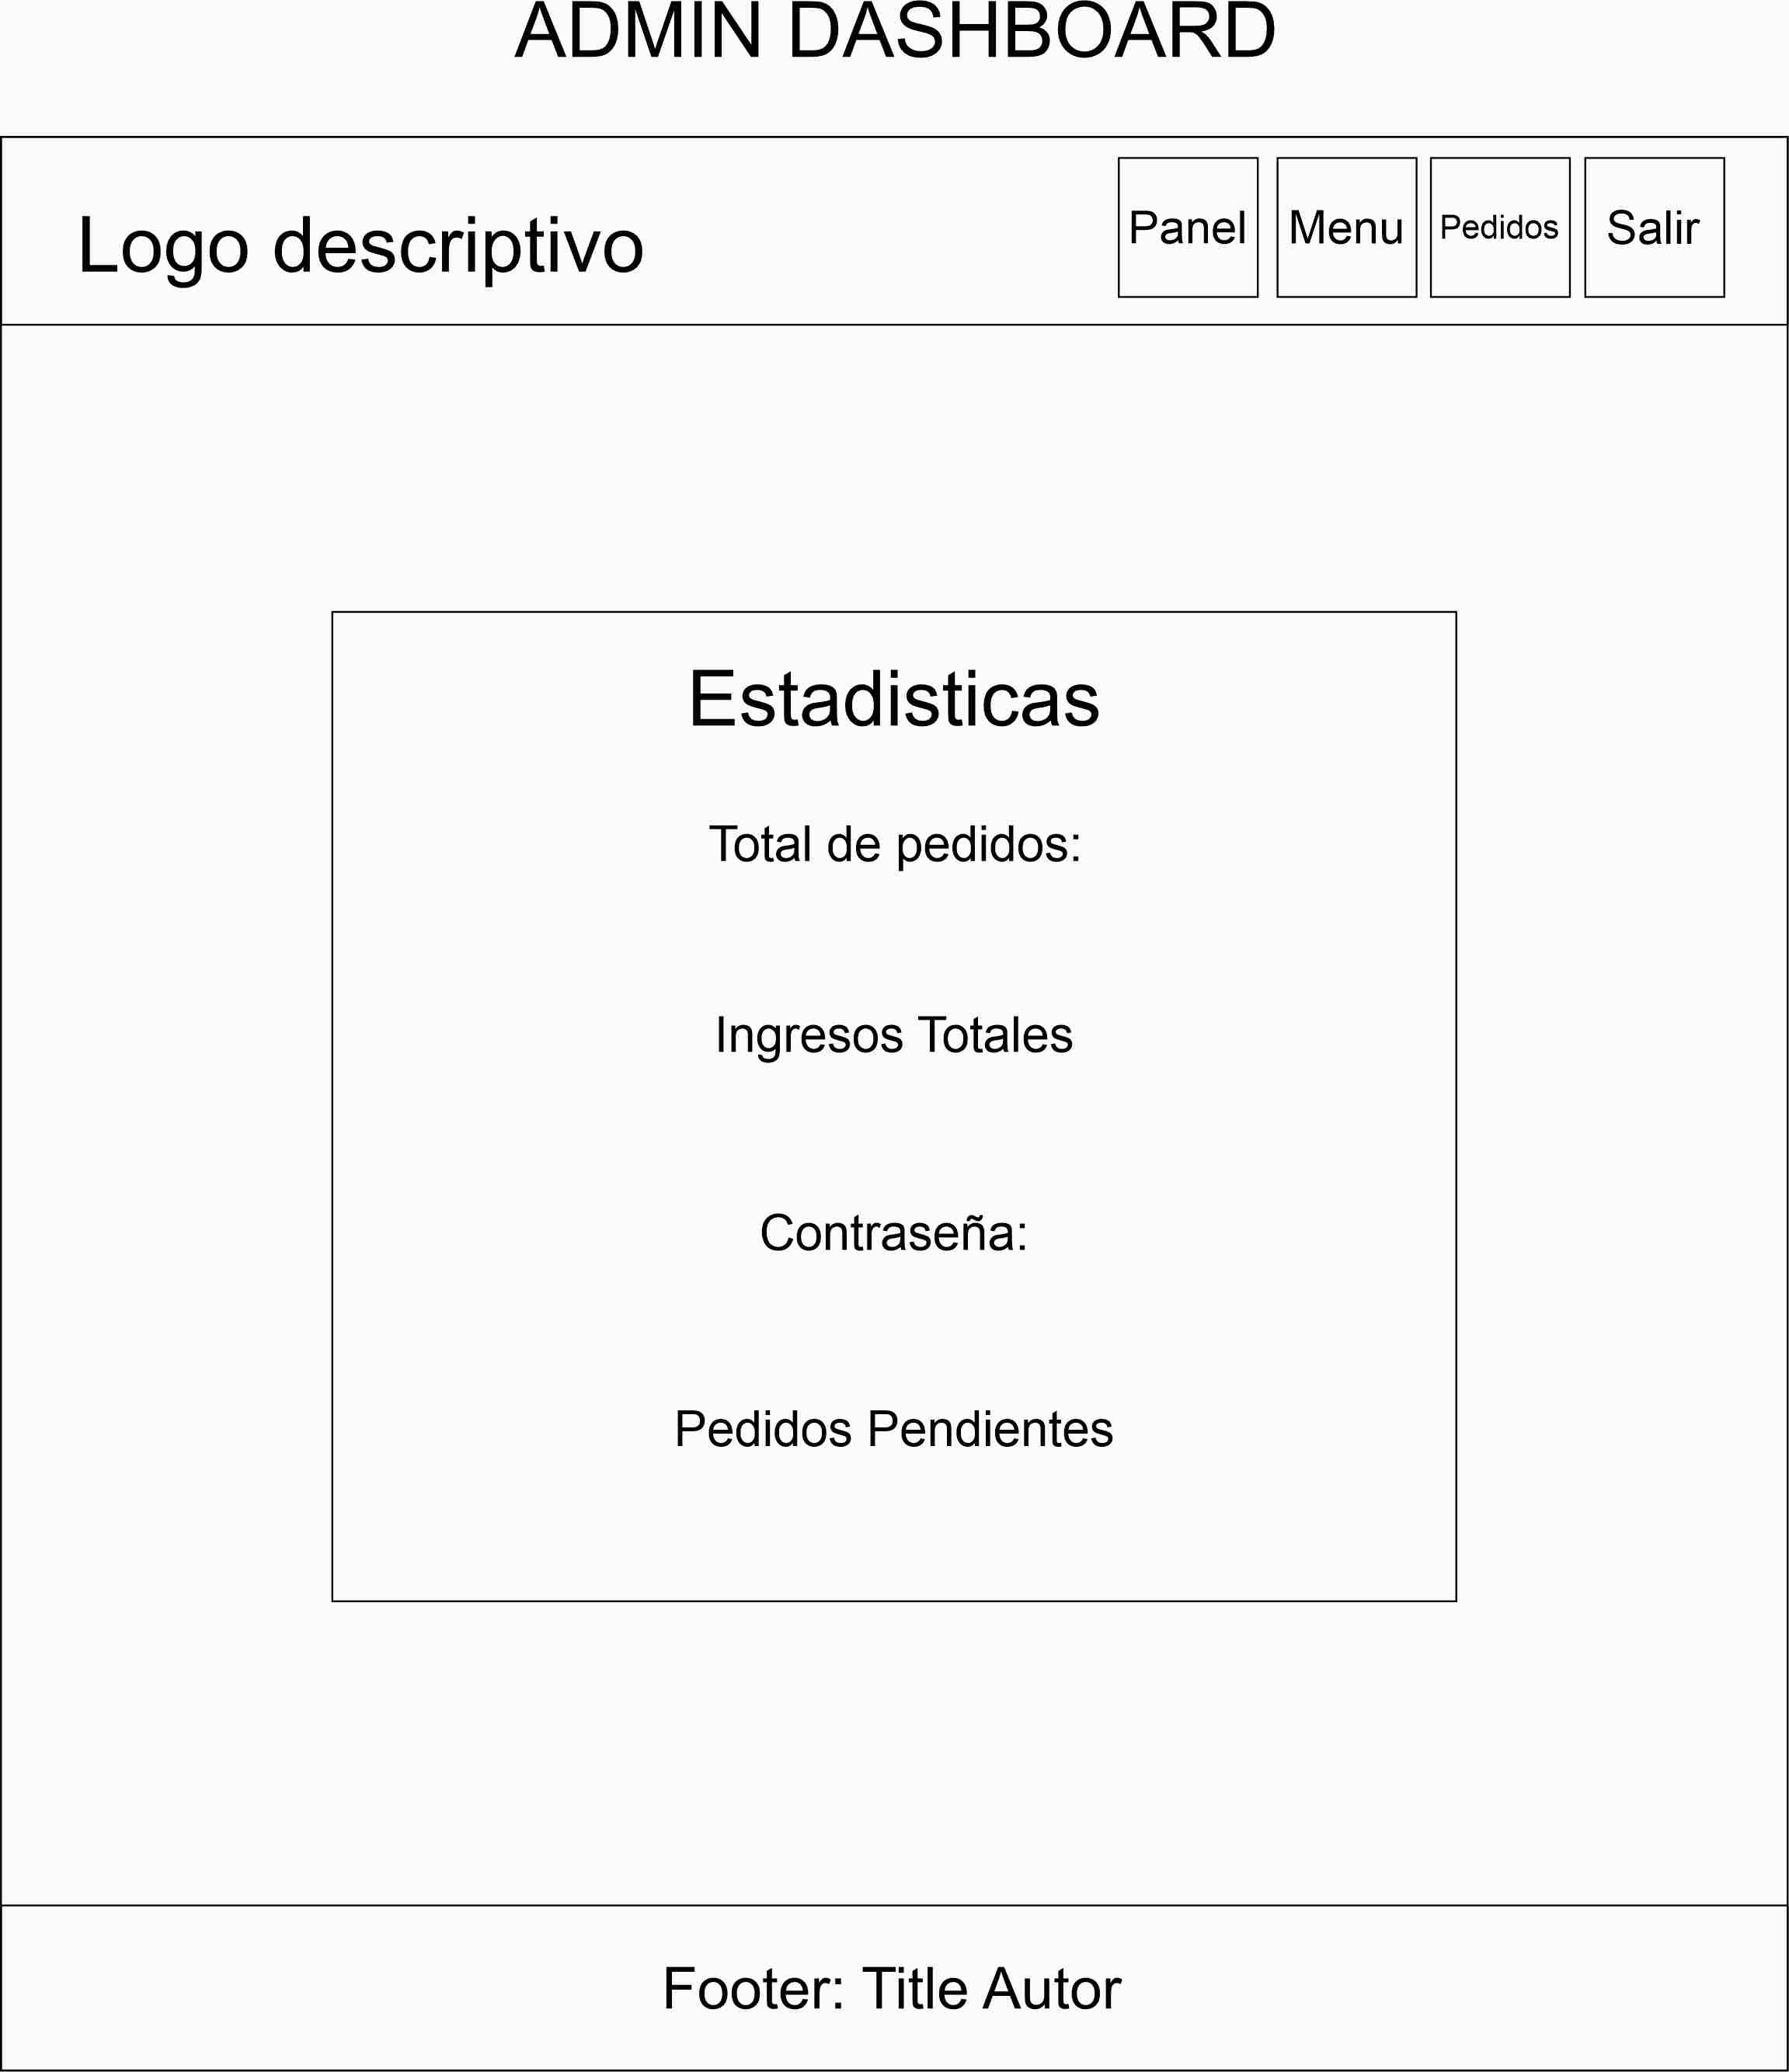 ADMIN DASHBOARD
Logo descriptivo
Panel
Menu
Pedidos
Salir
Estadisticas
Total de pedidos:
Ingresos Totales
Contraseña:
Pedidos Pendientes
Footer: Title Autor